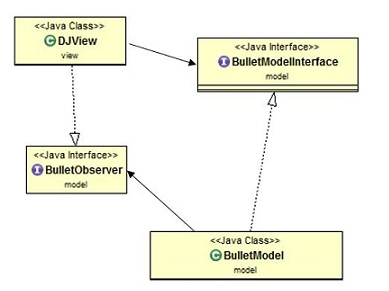 <<Java Class>>
C DJView
view
<<Java Interface>>
I BulletModelInterface
model
<<Java Interface>>
I BulletObserver
model
<<Java Class>>
C BulletModel
model